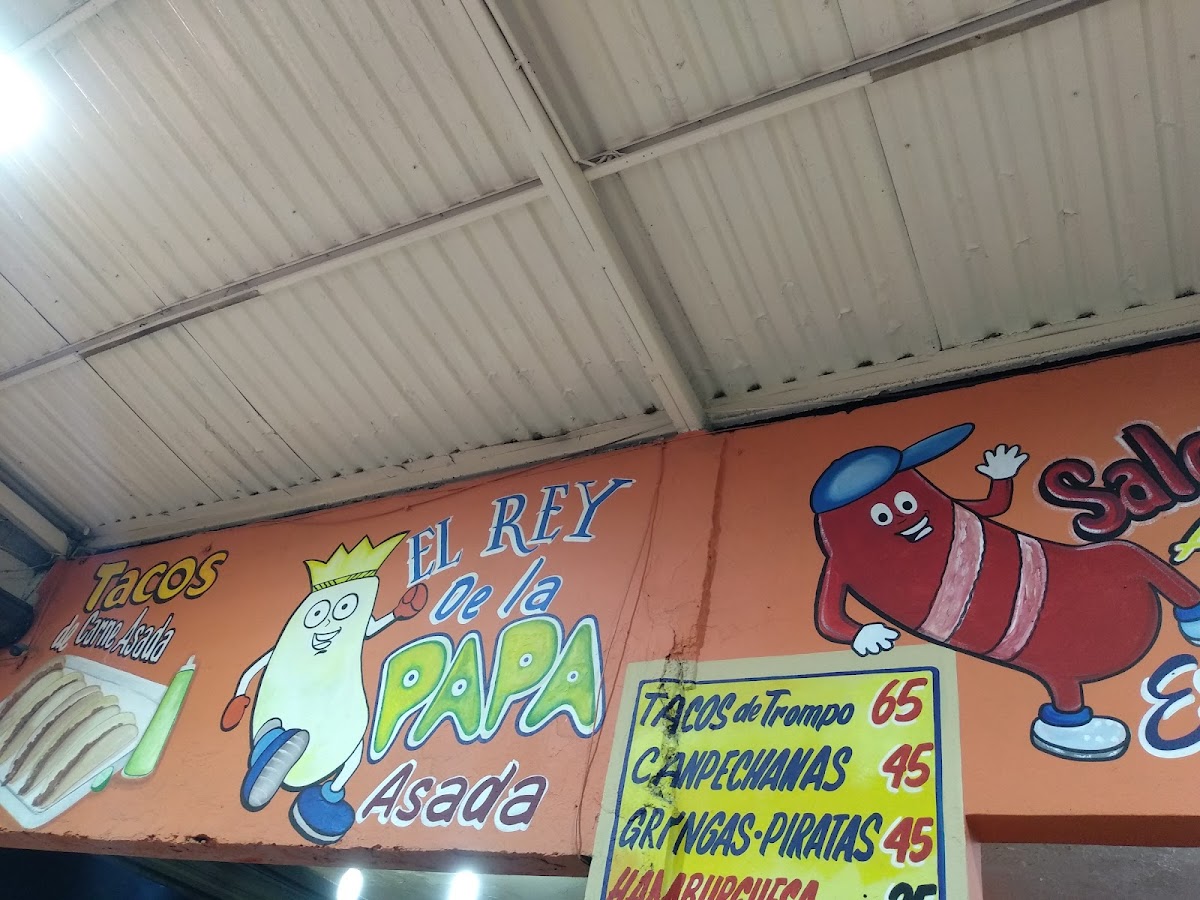 Tacos
de Carne Asada
EL REY
De la
PAPA
Asada
TACOS de Trompo 65
CANPECHANAS 45
GRINGAS·PIRATAS 45
HAMBURGUESA